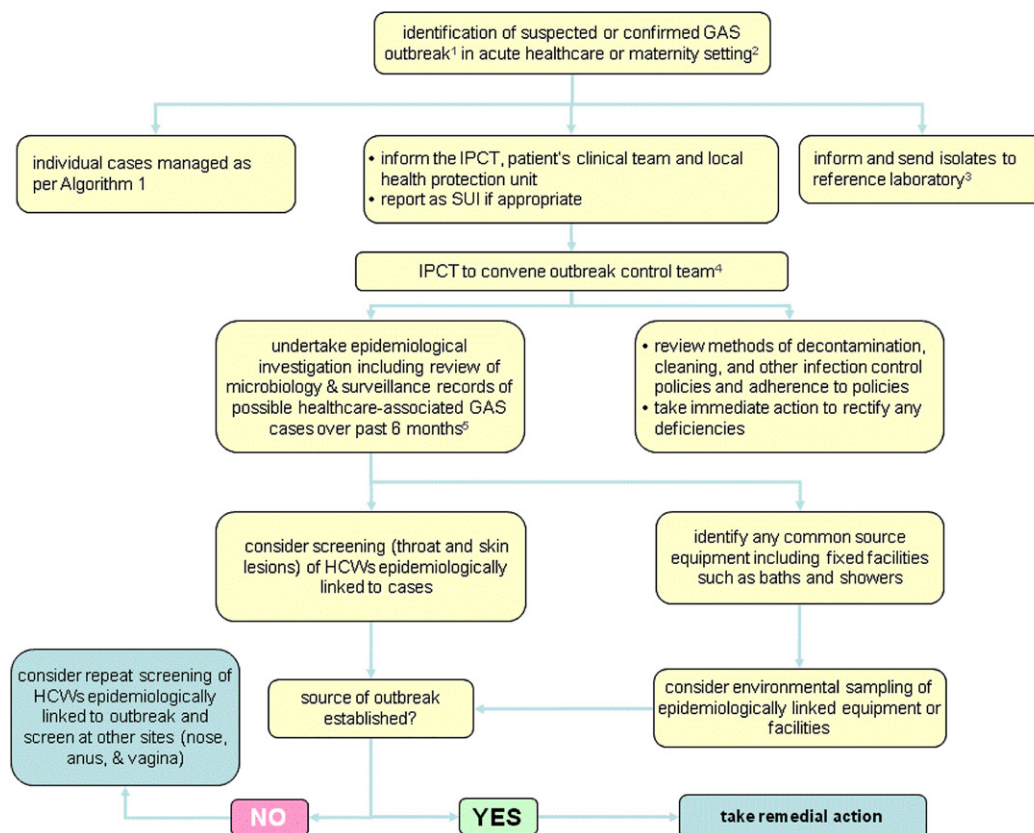 identification of suspected or confirmed GAS
outbreak¹ in acute healthcare or maternity setting²
individual cases managed as
per Algorithm 1
• inform the IPCT, patient's clinical team and local
health protection unit
• report as SUI if appropriate
inform and send isolates to
reference laboratory³
IPCT to convene outbreak control team⁴
undertake epidemiological
investigation including review of
microbiology & surveillance records of
possible healthcare-associated GAS
cases over past 6 months⁵
• review methods of decontamination,
cleaning, and other infection control
policies and adherence to policies
• take immediate action to rectify any
deficiencies
consider screening (throat and skin
lesions) of HCWs epidemiologically
linked to cases
identify any common source
equipment including fixed facilities
such as baths and showers
consider repeat screening of
HCWs epidemiologically
linked to outbreak and
screen at other sites (nose,
anus, & vagina)
source of outbreak
established?
consider environmental sampling of
epidemiologically linked equipment or
facilities
NO
YES
take remedial action